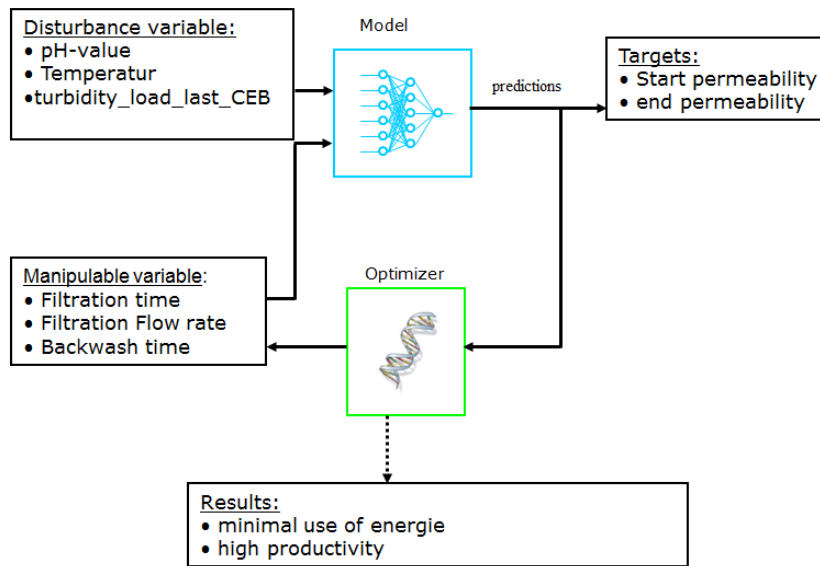 Disturbance variable:
• pH-value
• Temperatur
•turbidity_load_last_CEB
Model
predictions
Targets:
• Start permeability
• end permeability
Manipulable variable:
• Filtration time
• Filtration Flow rate
• Backwash time
Optimizer
Results:
• minimal use of energie
• high productivity